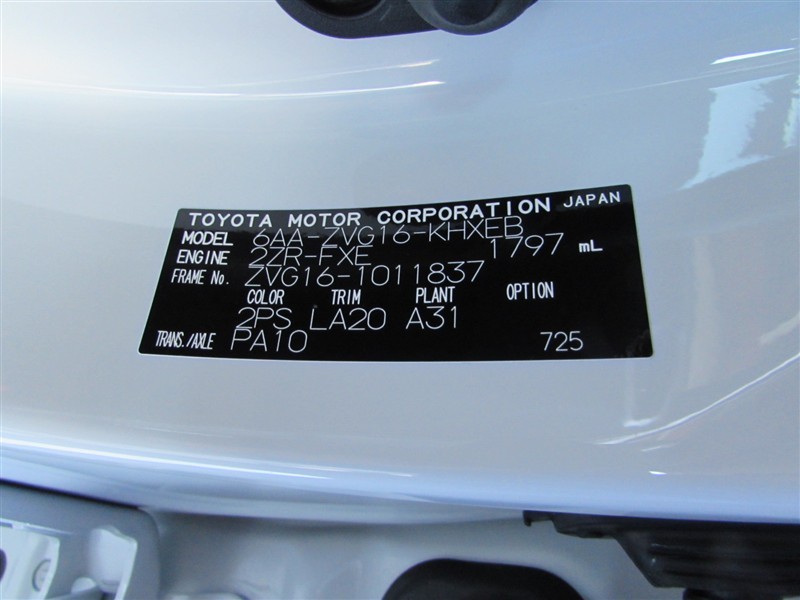 TOYOTA MOTOR CORPORATION JAPAN
MODEL 6AA-ZVG16-KHXEB
ENGINE 2ZR-FXE 1797 mL
FRAME No. ZVG16-1011837
COLOR TRIM PLANT OPTION
2PS LA20 A31
TRANS./AXLE PA10 725